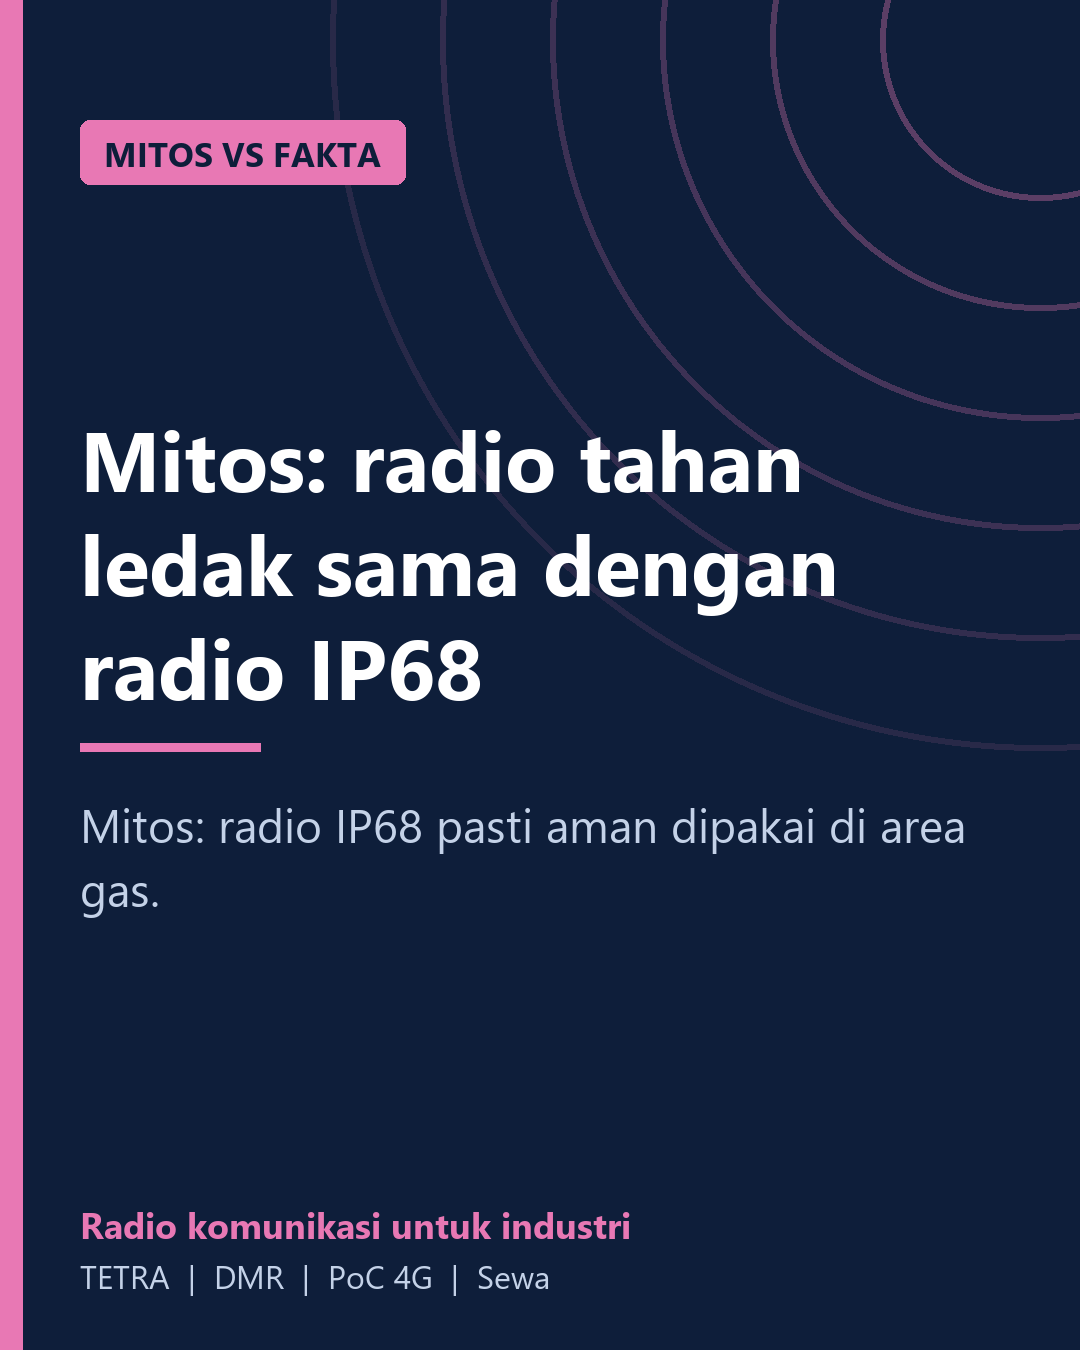 MITOS VS FAKTA
Mitos: radio tahan
ledak sama dengan
radio IP68
Mitos: radio IP68 pasti aman dipakai di area
gas.
Radio komunikasi untuk industri
TETRA | DMR | PoC 4G | Sewa